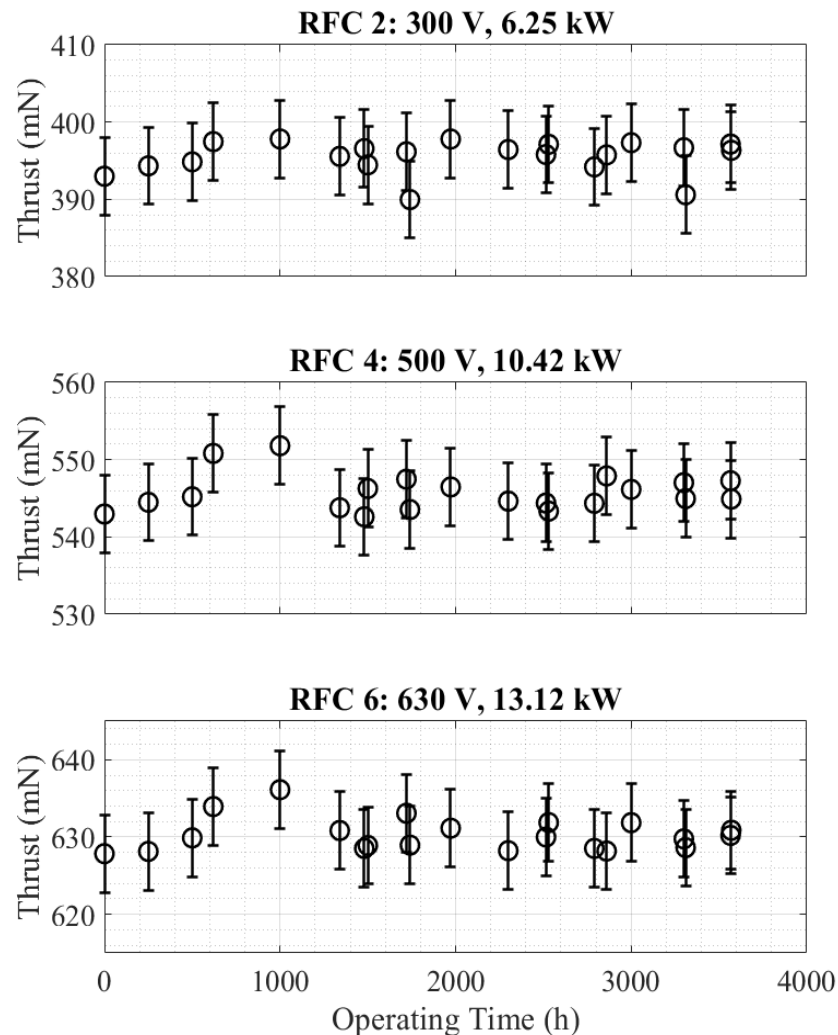 RFC 2: 300 V, 6.25 kW
410
400
390
380
Thrust (mN)
RFC 4: 500 V, 10.42 kW
560
550
540
530
Thrust (mN)
RFC 6: 630 V, 13.12 kW
640
630
620
Thrust (mN)
0 1000 2000 3000 4000
Operating Time (h)